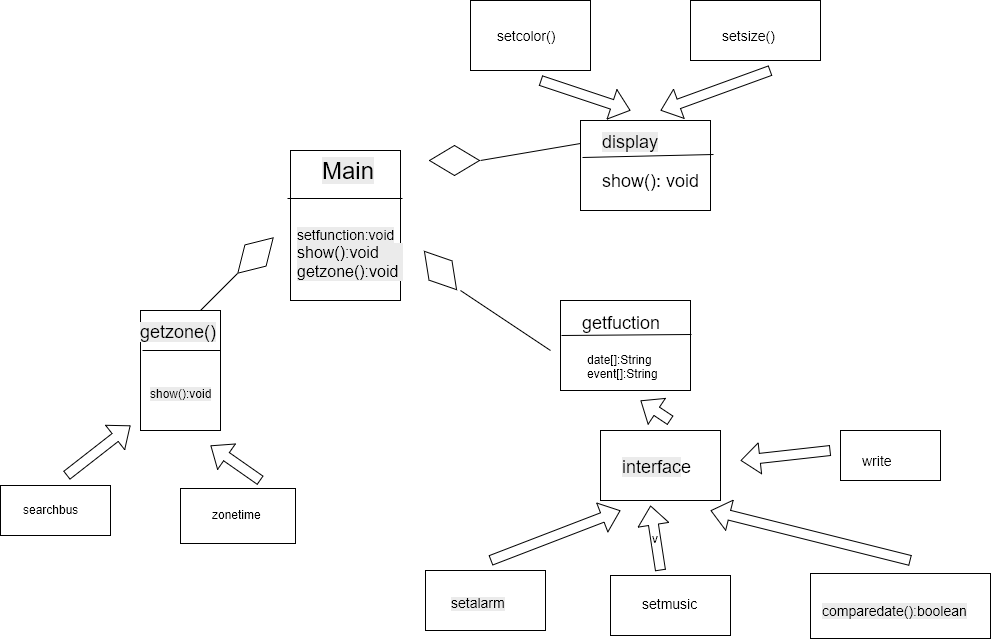 setcolor()
setsize()
display
show(): void
Main
setfunction:void
show():void
getzone():void
getzone()
show():void
getfuction
date[]:String
event[]:String
interface
write
searchbus
zonetime
v
setalarm
setmusic
comparedate():boolean